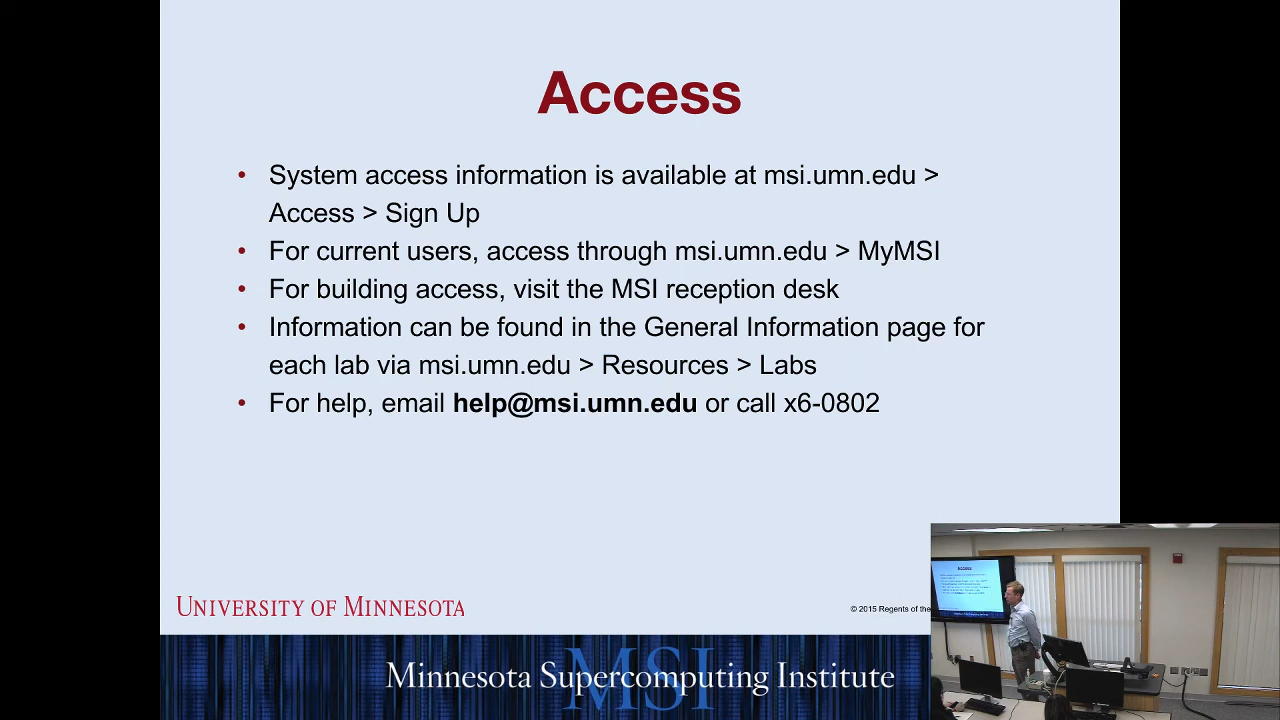 Access
• System access information is available at msi.umn.edu >
Access > Sign Up
• For current users, access through msi.umn.edu > MyMSI
• For building access, visit the MSI reception desk
• Information can be found in the General Information page for
each lab via msi.umn.edu > Resources > Labs
• For help, email help@msi.umn.edu or call x6-0802
UNIVERSITY OF MINNESOTA
© 2015 Regents of the
MSI
Minnesota Supercomputing Institute
Access